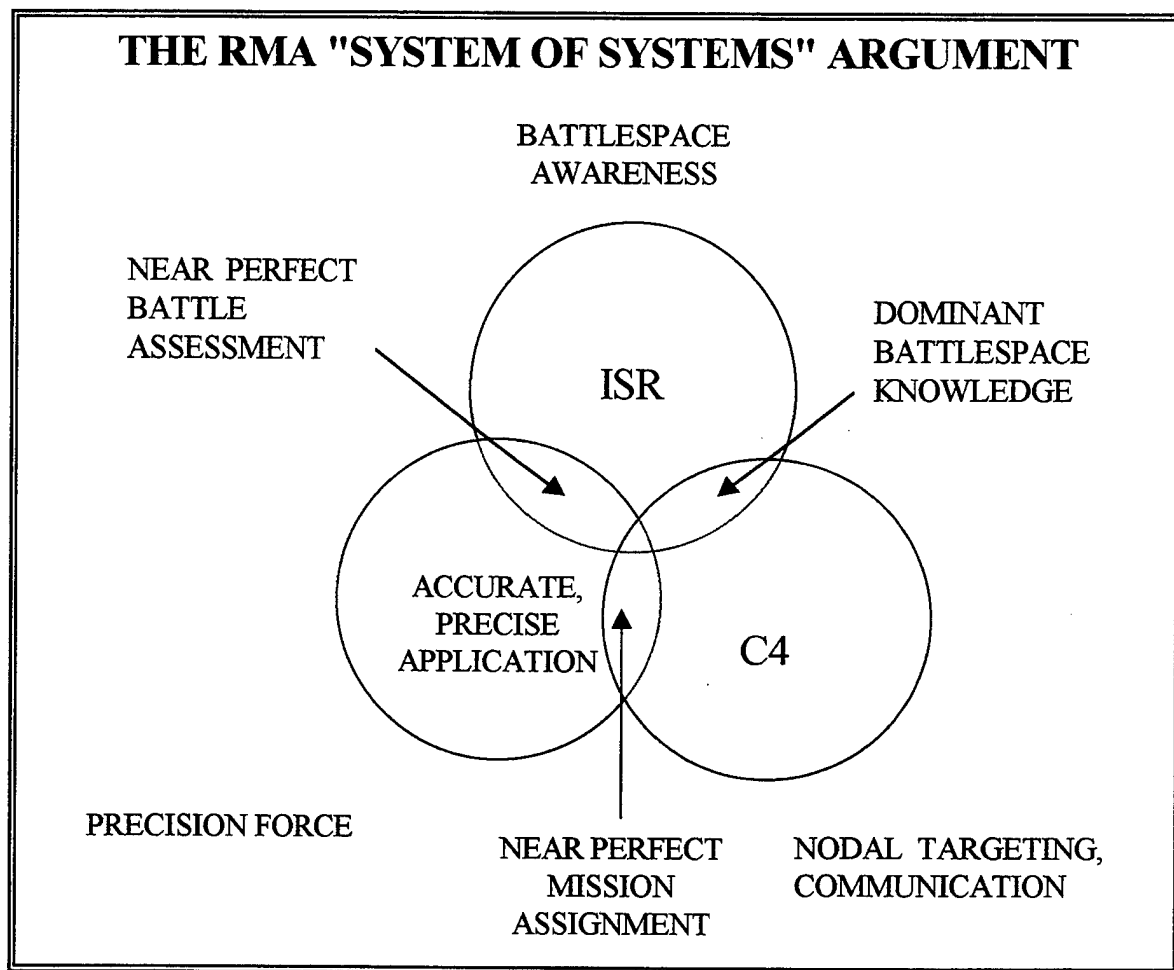 THE RMA "SYSTEM OF SYSTEMS" ARGUMENT
BATTLESPACE
AWARENESS
NEAR PERFECT
BATTLE
ASSESSMENT
DOMINANT
BATTLESPACE
KNOWLEDGE
ISR
ACCURATE,
PRECISE
APPLICATION
C4
PRECISION FORCE
NEAR PERFECT
MISSION
ASSIGNMENT
NODAL TARGETING,
COMMUNICATION